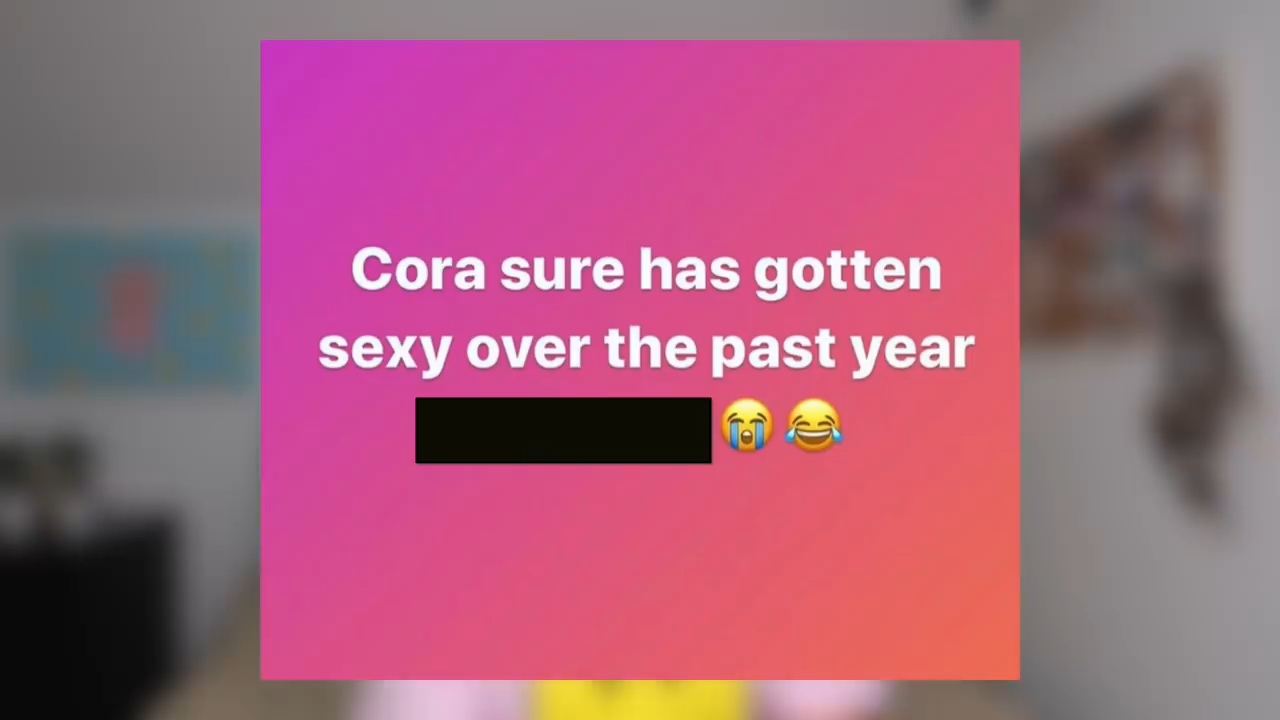 Cora sure has gotten
sexy over the past year
😭 😂